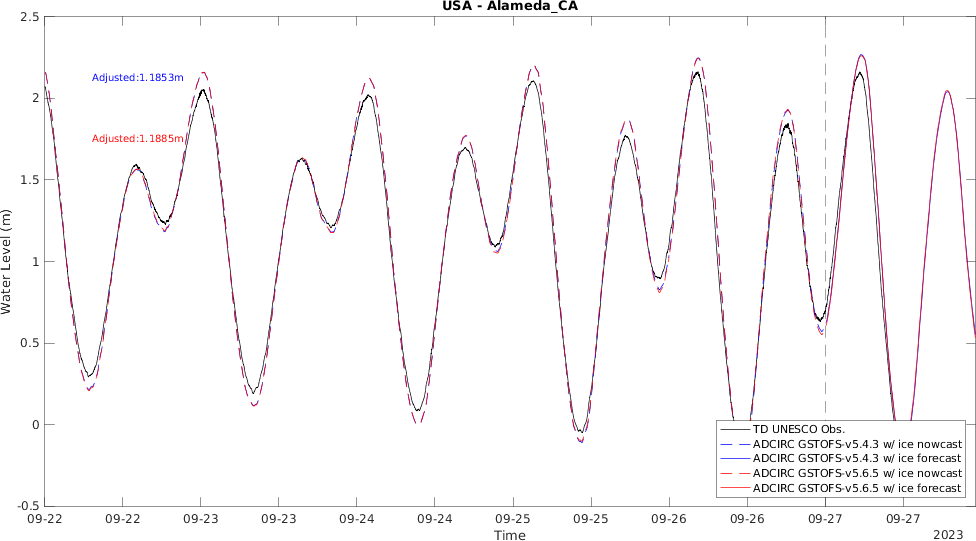 USA - Alameda_CA
2.5
Adjusted:1.1853m
2
Adjusted:1.1885m
1.5
Water Level (m)
1
0.5
0
TD UNESCO Obs.
ADCIRC GSTOFS-v5.4.3 w/ ice nowcast
ADCIRC GSTOFS-v5.4.3 w/ ice forecast
ADCIRC GSTOFS-v5.6.5 w/ ice nowcast
ADCIRC GSTOFS-v5.6.5 w/ ice forecast
-0.5
09-22 09-22 09-23 09-23 09-24 09-24 09-25 09-25 09-26 09-26 09-27 09-27
Time
2023